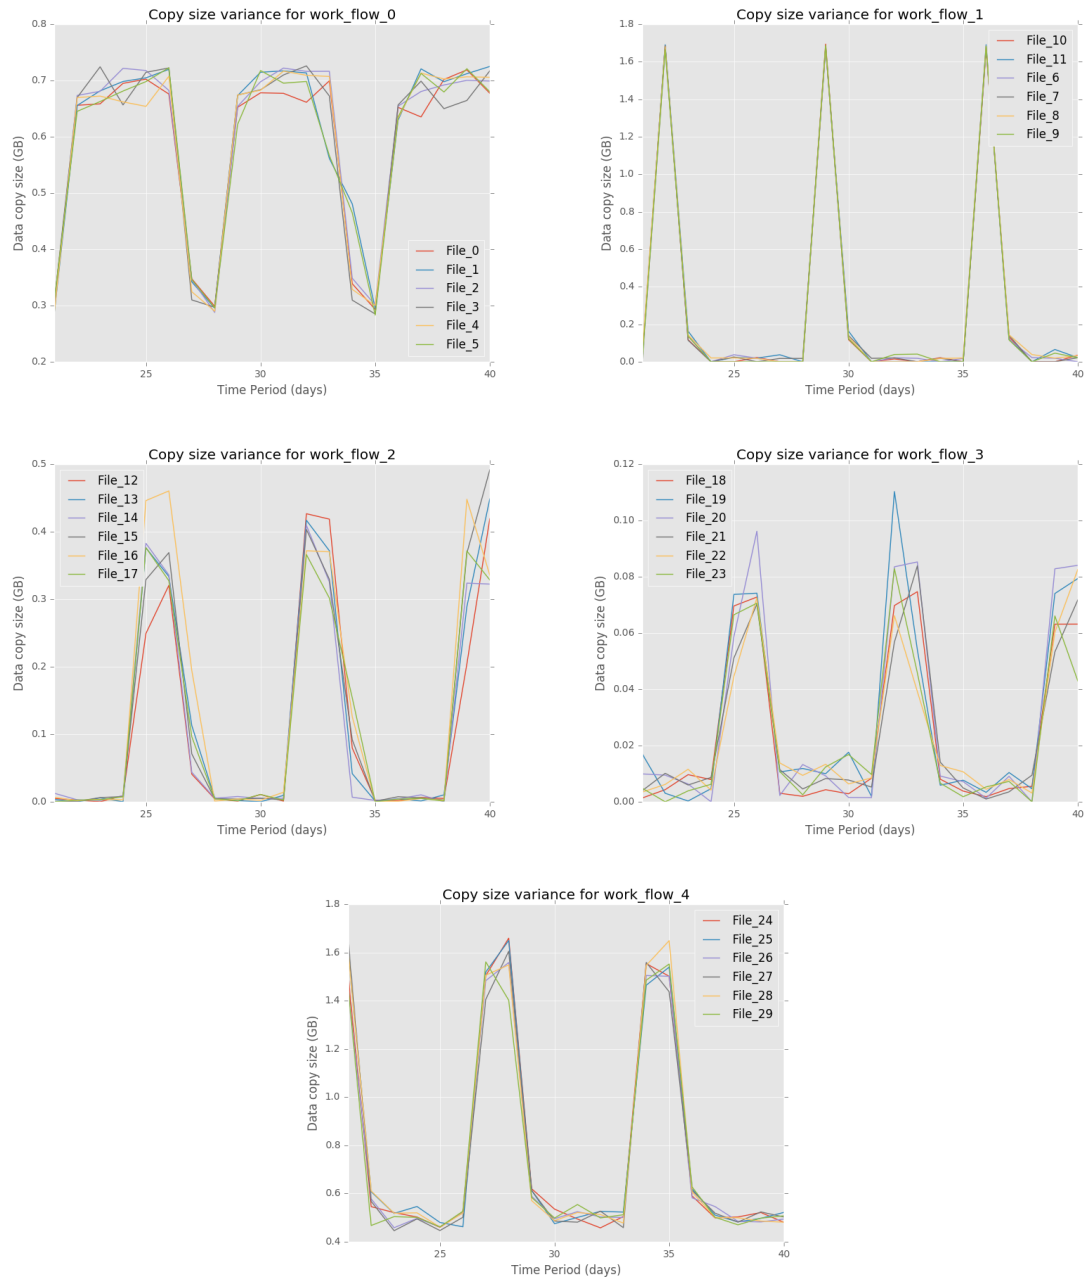 Copy size variance for work_flow_0
0.8
0.7
0.6
0.5
0.4
0.3
0.2
Data copy size (GB)
File_0
File_1
File_2
File_3
File_4
File_5
25 30 35 40
Time Period (days)
Copy size variance for work_flow_1
1.8
1.6
1.4
1.2
1.0
0.8
0.6
0.4
0.2
0.0
Data copy size (GB)
File_10
File_11
File_6
File_7
File_8
File_9
25 30 35 40
Time Period (days)
Copy size variance for work_flow_2
0.5
0.4
0.3
0.2
0.1
0.0
Data copy size (GB)
File_12
File_13
File_14
File_15
File_16
File_17
25 30 35 40
Time Period (days)
Copy size variance for work_flow_3
0.12
0.10
0.08
0.06
0.04
0.02
0.00
Data copy size (GB)
File_18
File_19
File_20
File_21
File_22
File_23
25 30 35 40
Time Period (days)
Copy size variance for work_flow_4
1.8
1.6
1.4
1.2
1.0
0.8
0.6
0.4
Data copy size (GB)
File_24
File_25
File_26
File_27
File_28
File_29
25 30 35 40
Time Period (days)